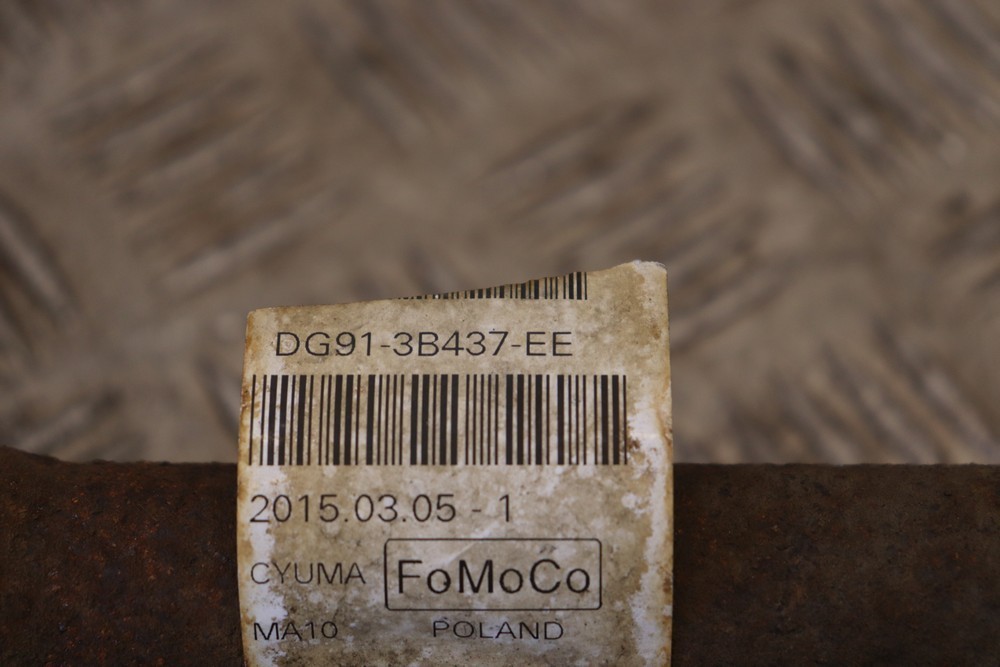 DG91-3B437-EE
2015.03.05 - 1
CYUMA FoMoCo
MA10 POLAND